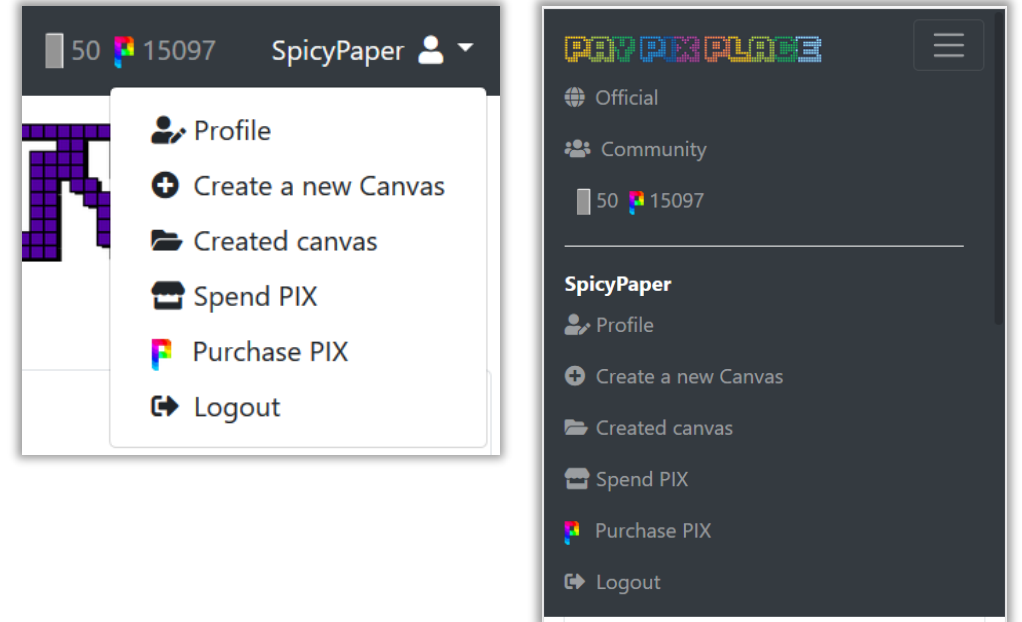 50 15097 SpicyPaper
Profile
Create a new Canvas
Created canvas
Spend PIX
Purchase PIX
Logout
PAY PIX PLACE
Official
Community
50 15097
SpicyPaper
Profile
Create a new Canvas
Created canvas
Spend PIX
Purchase PIX
Logout